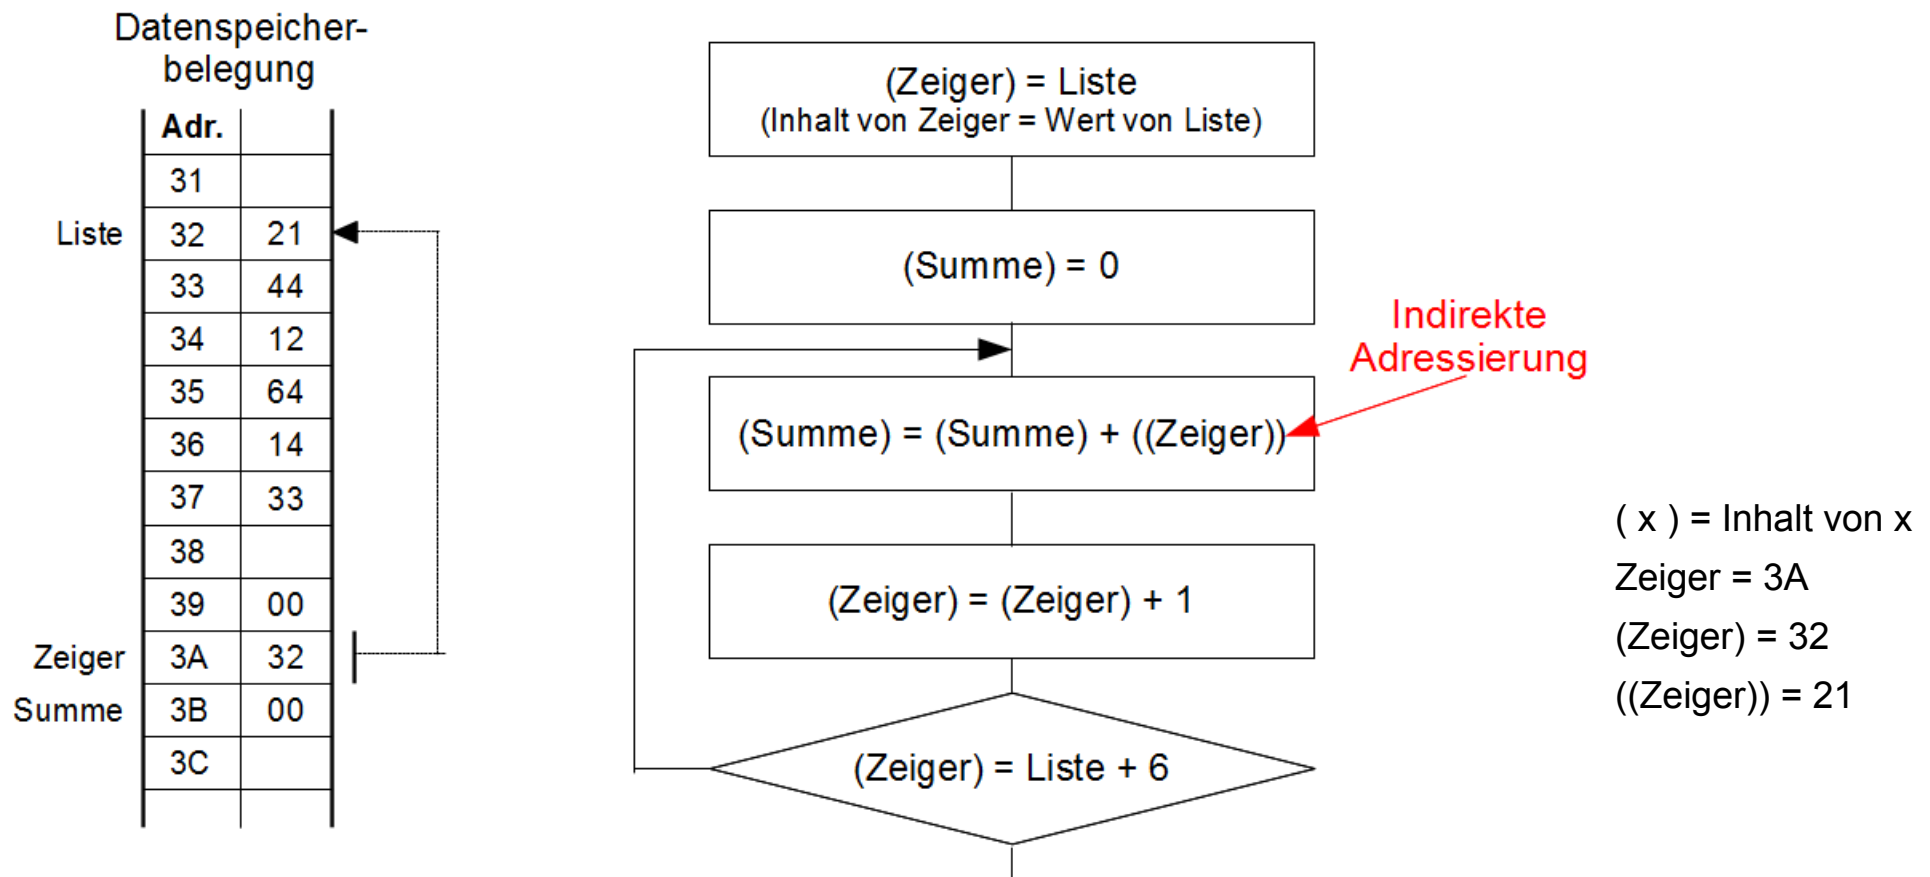 Datenspeicher-
belegung
Adr.
31
Liste 32 21
33 44
34 12
35 64
36 14
37 33
38
39 00
Zeiger 3A 32
Summe 3B 00
3C
(Zeiger) = Liste
(Inhalt von Zeiger = Wert von Liste)
(Summe) = 0
Indirekte
Adressierung
(Summe) = (Summe) + ((Zeiger))
(Zeiger) = (Zeiger) + 1
(Zeiger) = Liste + 6
( x ) = Inhalt von x
Zeiger = 3A
(Zeiger) = 32
((Zeiger)) = 21